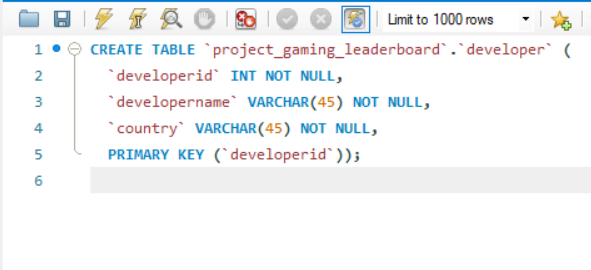 Limit to 1000 rows
1 CREATE TABLE `project_gaming_leaderboard`.`developer` (
2 `developerid` INT NOT NULL,
3 `developername` VARCHAR(45) NOT NULL,
4 `country` VARCHAR(45) NOT NULL,
5 PRIMARY KEY (`developerid`));
6